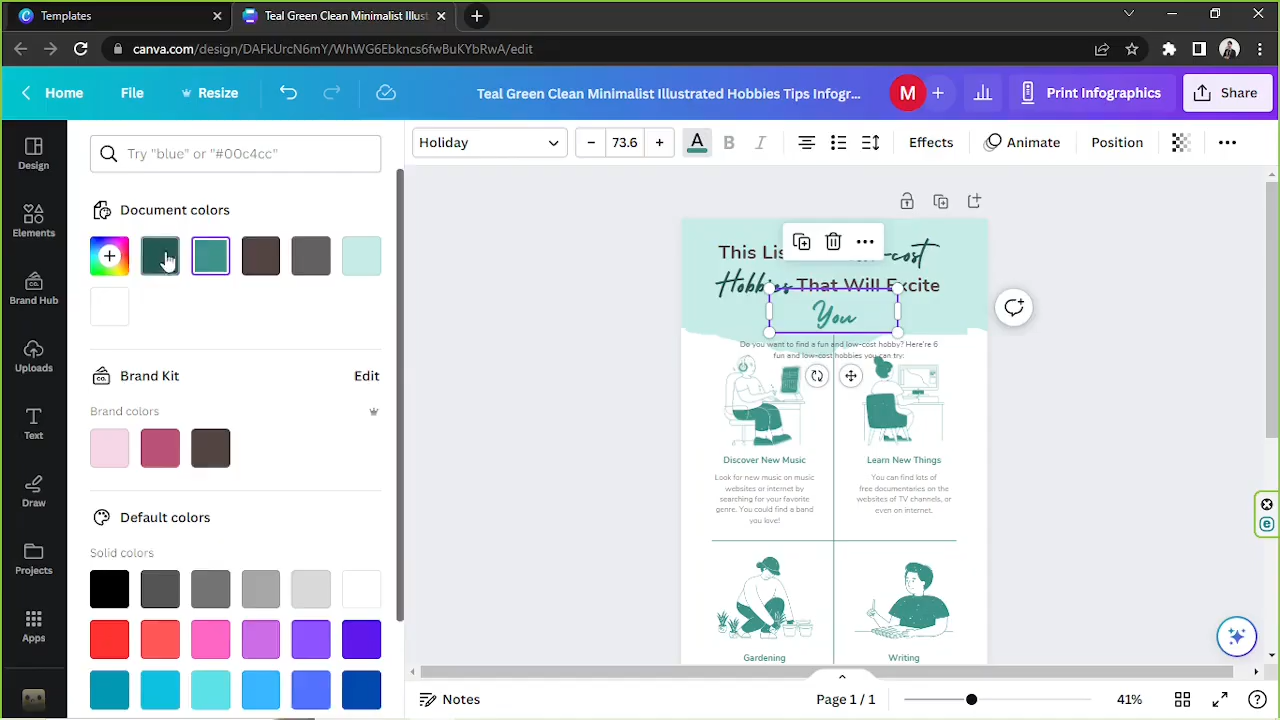 Templates
Teal Green Clean Minimalist Illust
canva.com/design/DAFkUrcN6mY/WhWG6Ebkncs6fwBuKYbRwA/edit
Home
File
Resize
Teal Green Clean Minimalist Illustrated Hobbies Tips Infogr...
M
Print Infographics
Share
Design
Elements
Brand Hub
Uploads
Text
Draw
Projects
Apps
Try "blue" or "#00c4cc"
Document colors
Brand Kit
Edit
Brand colors
Default colors
Solid colors
Holiday
73.6
A
B
I
Effects
Animate
Position
This Lis
-cost
Hobbies That Will Excite
You
Do you want to find a fun and low-cost hobby? Here're 6
fun and low-cost hobbies you can try:
Discover New Music
Look for new music on music
websites or internet by
searching for your favorite
genre. You could find a band
you love!
Learn New Things
You can find lots of
free documentaries on the
websites of TV channels, or
even on internet.
Gardening
Writing
Notes
Page 1 / 1
41%